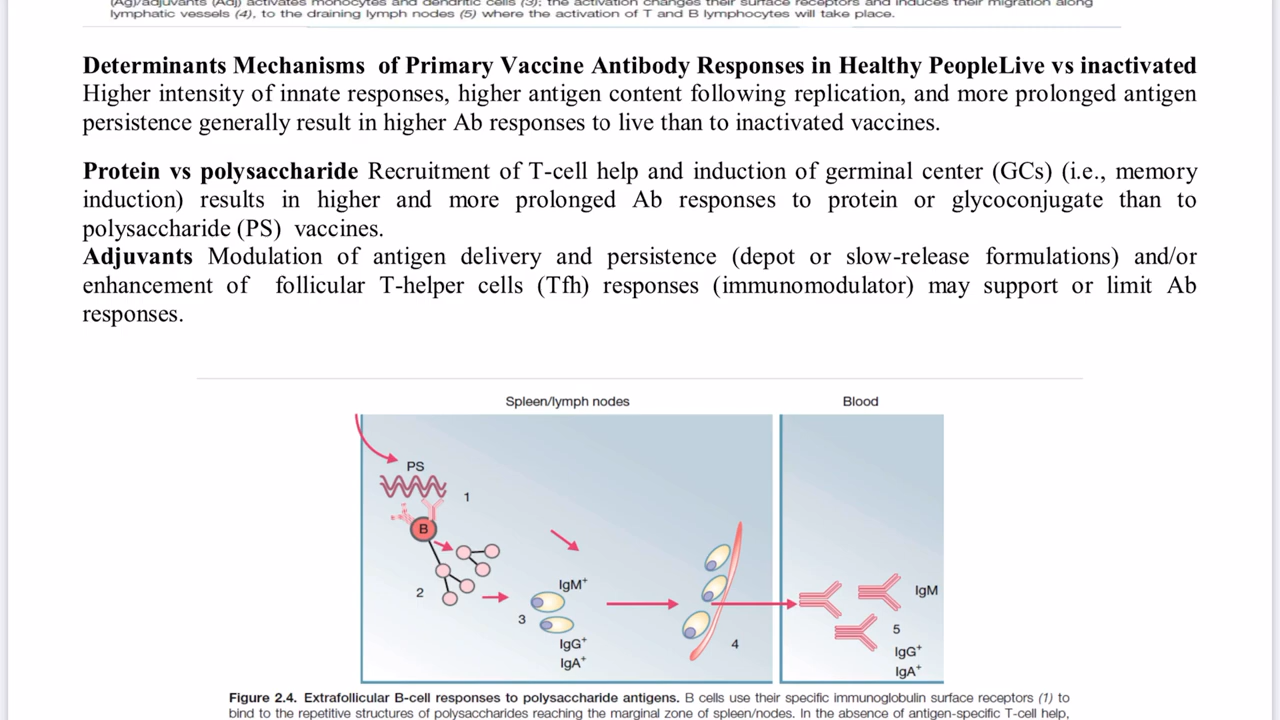 (Ag)/adjuvants (Adj) activates monocytes and dendritic cells (3); the activation changes their surface receptors and induces their migration along
lymphatic vessels (4), to the draining lymph nodes (5) where the activation of T and B lymphocytes will take place.
Determinants Mechanisms of Primary Vaccine Antibody Responses in Healthy PeopleLive vs inactivated
Higher intensity of innate responses, higher antigen content following replication, and more prolonged antigen
persistence generally result in higher Ab responses to live than to inactivated vaccines.
Protein vs polysaccharide Recruitment of T-cell help and induction of germinal center (GCs) (i.e., memory
induction) results in higher and more prolonged Ab responses to protein or glycoconjugate than to
polysaccharide (PS) vaccines.
Adjuvants Modulation of antigen delivery and persistence (depot or slow-release formulations) and/or
enhancement of follicular T-helper cells (Tfh) responses (immunomodulator) may support or limit Ab
responses.
Spleen/lymph nodes
Blood
PS
1
B
2
IgM+
3
IgG+
IgA+
4
IgM
5
IgG+
IgA+
Figure 2.4. Extrafollicular B-cell responses to polysaccharide antigens. B cells use their specific immunoglobulin surface receptors (1) to
bind to the repetitive structures of polysaccharides reaching the marginal zone of spleen/nodes. In the absence of antigen-specific T-cell help,